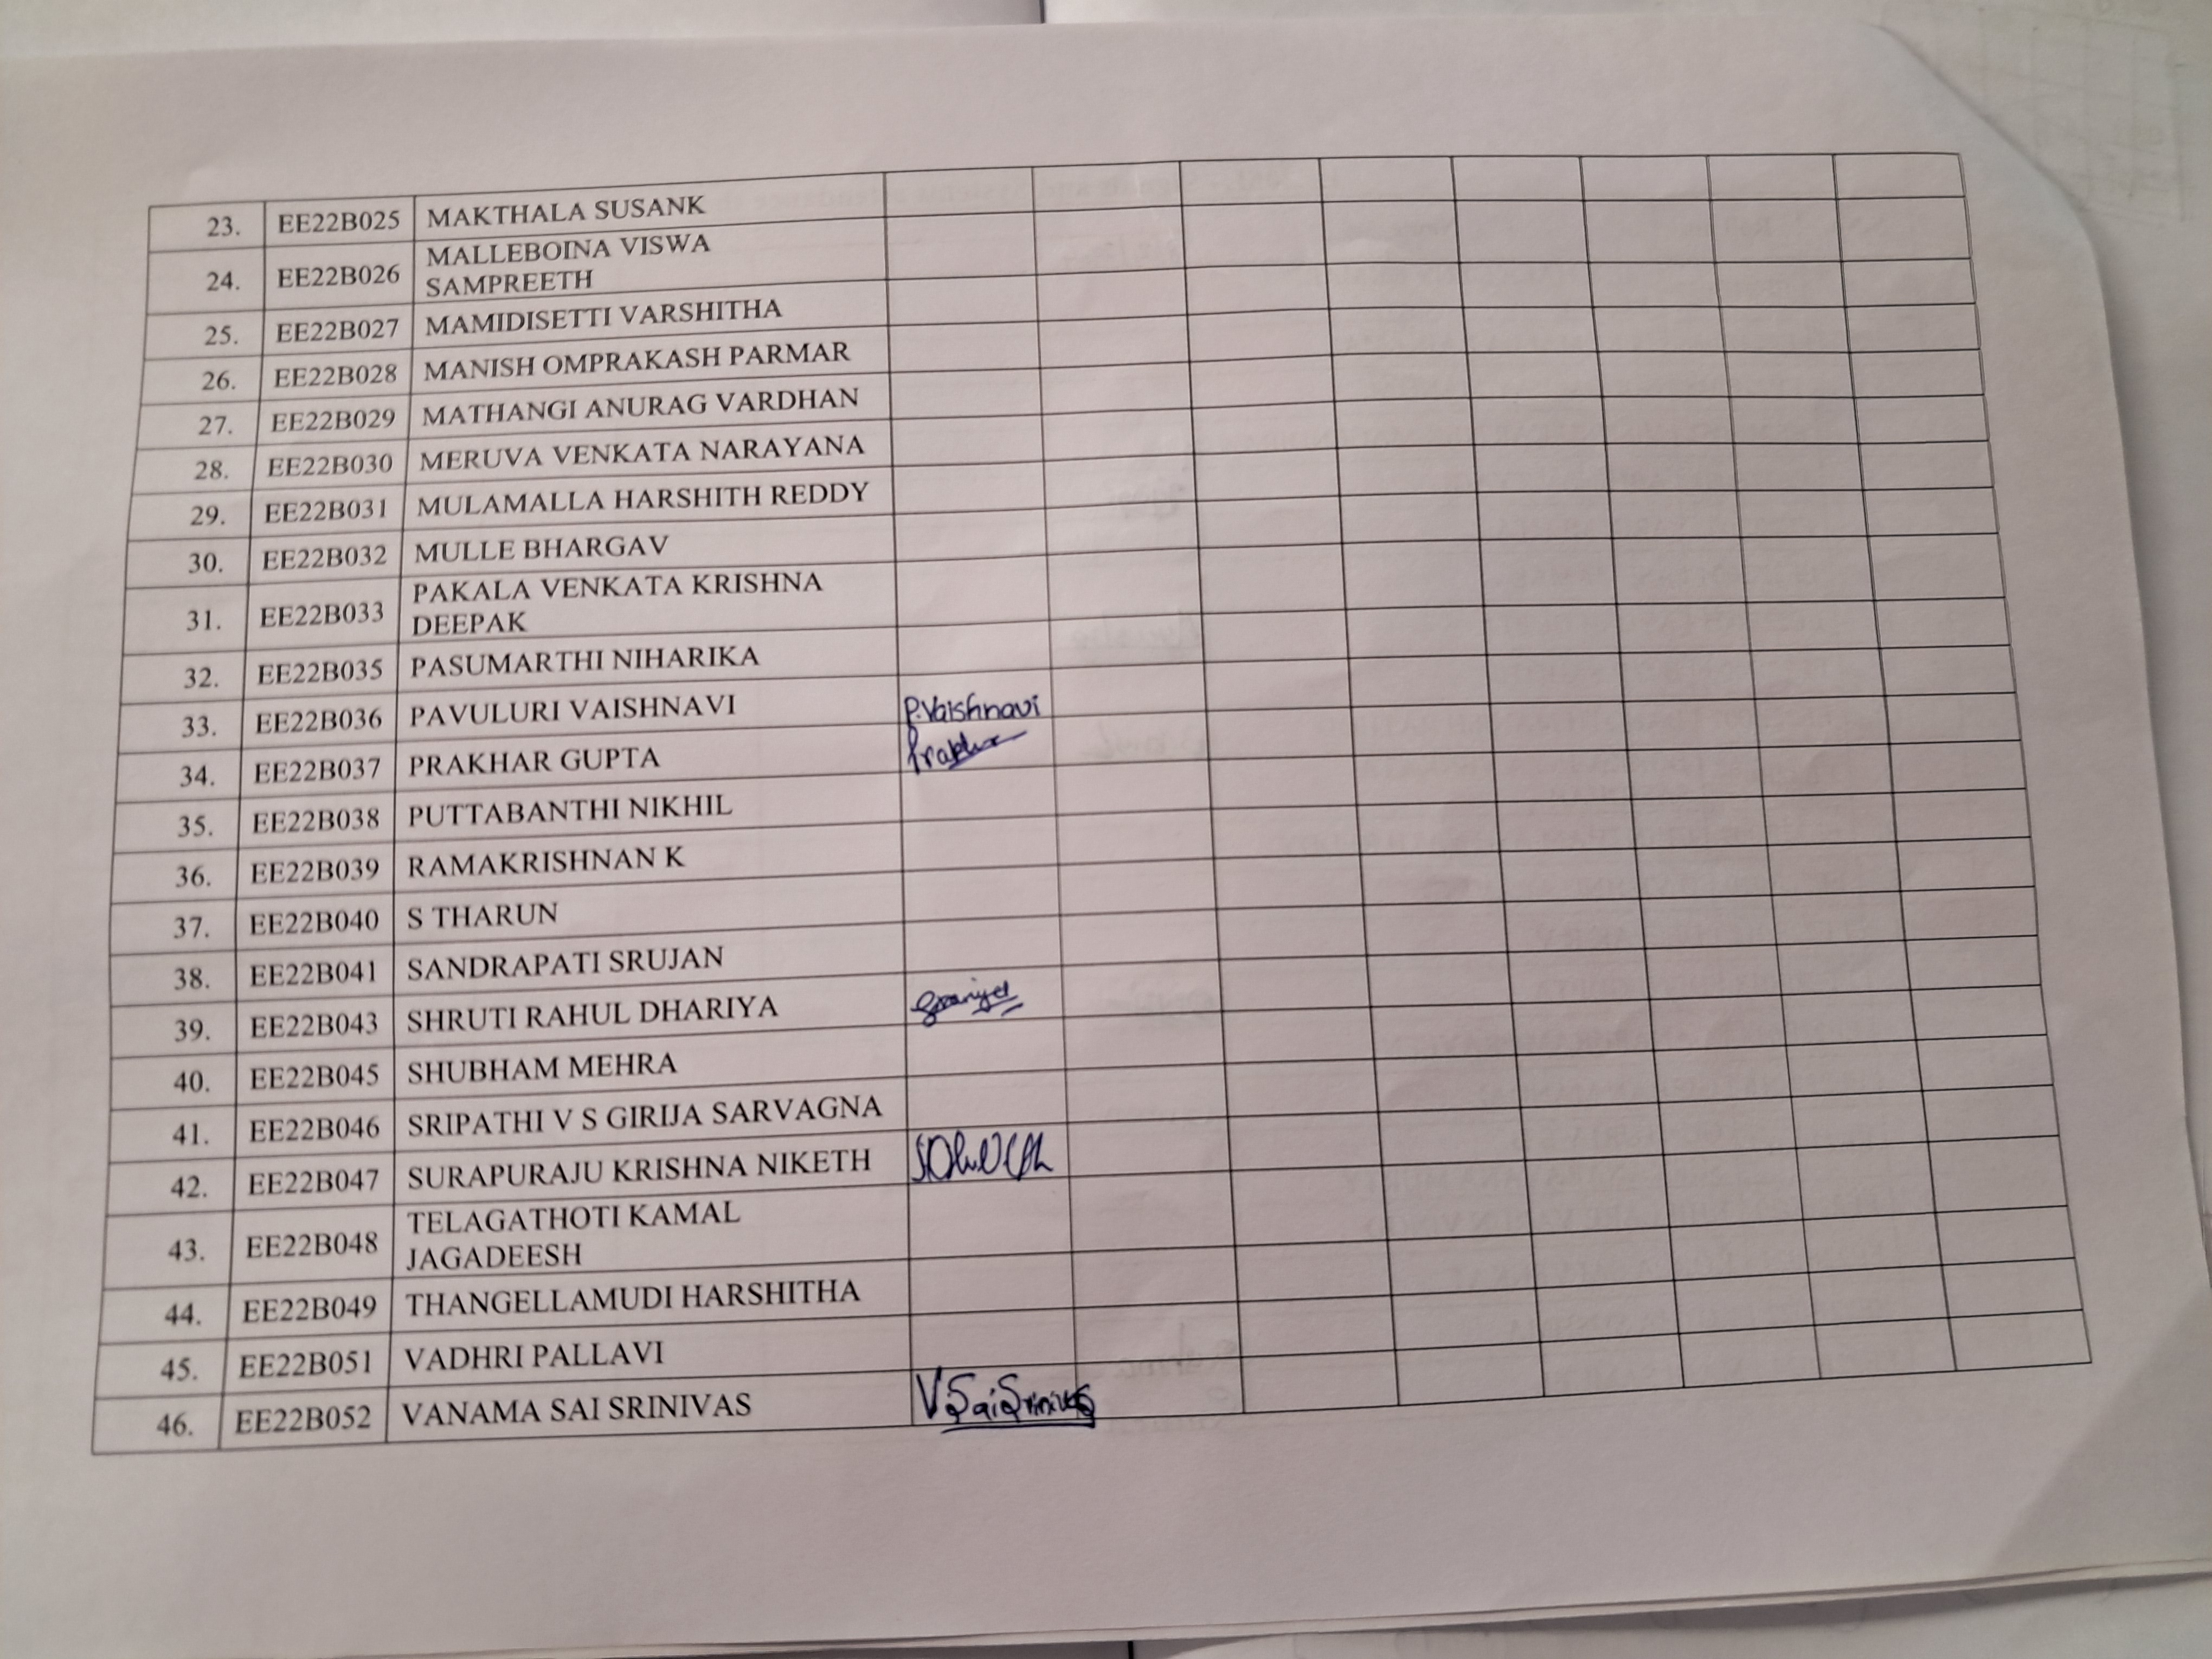 23. EE22B025 MAKTHALA SUSANK
24. EE22B026 MALLEBOINA VISWA
SAMPREETH
25. EE22B027 MAMIDISETTI VARSHITHA
26. EE22B028 MANISH OMPRAKASH PARMAR
27. EE22B029 MATHANGI ANURAG VARDHAN
28. EE22B030 MERUVA VENKATA NARAYANA
29. EE22B031 MULAMALLA HARSHITH REDDY
30. EE22B032 MULLE BHARGAV
31. EE22B033 PAKALA VENKATA KRISHNA
DEEPAK
32. EE22B035 PASUMARTHI NIHARIKA
33. EE22B036 PAVULURI VAISHNAVI P.Vaishnavi
34. EE22B037 PRAKHAR GUPTA Prakhar
35. EE22B038 PUTTABANTHI NIKHIL
36. EE22B039 RAMAKRISHNAN K
37. EE22B040 S THARUN
38. EE22B041 SANDRAPATI SRUJAN
39. EE22B043 SHRUTI RAHUL DHARIYA
40. EE22B045 SHUBHAM MEHRA
41. EE22B046 SRIPATHI V S GIRIJA SARVAGNA
42. EE22B047 SURAPURAJU KRISHNA NIKETH
43. EE22B048 TELAGATHOTI KAMAL
JAGADEESH
44. EE22B049 THANGELLAMUDI HARSHITHA
45. EE22B051 VADHRI PALLAVI
46. EE22B052 VANAMA SAI SRINIVAS V Sai Srinivas